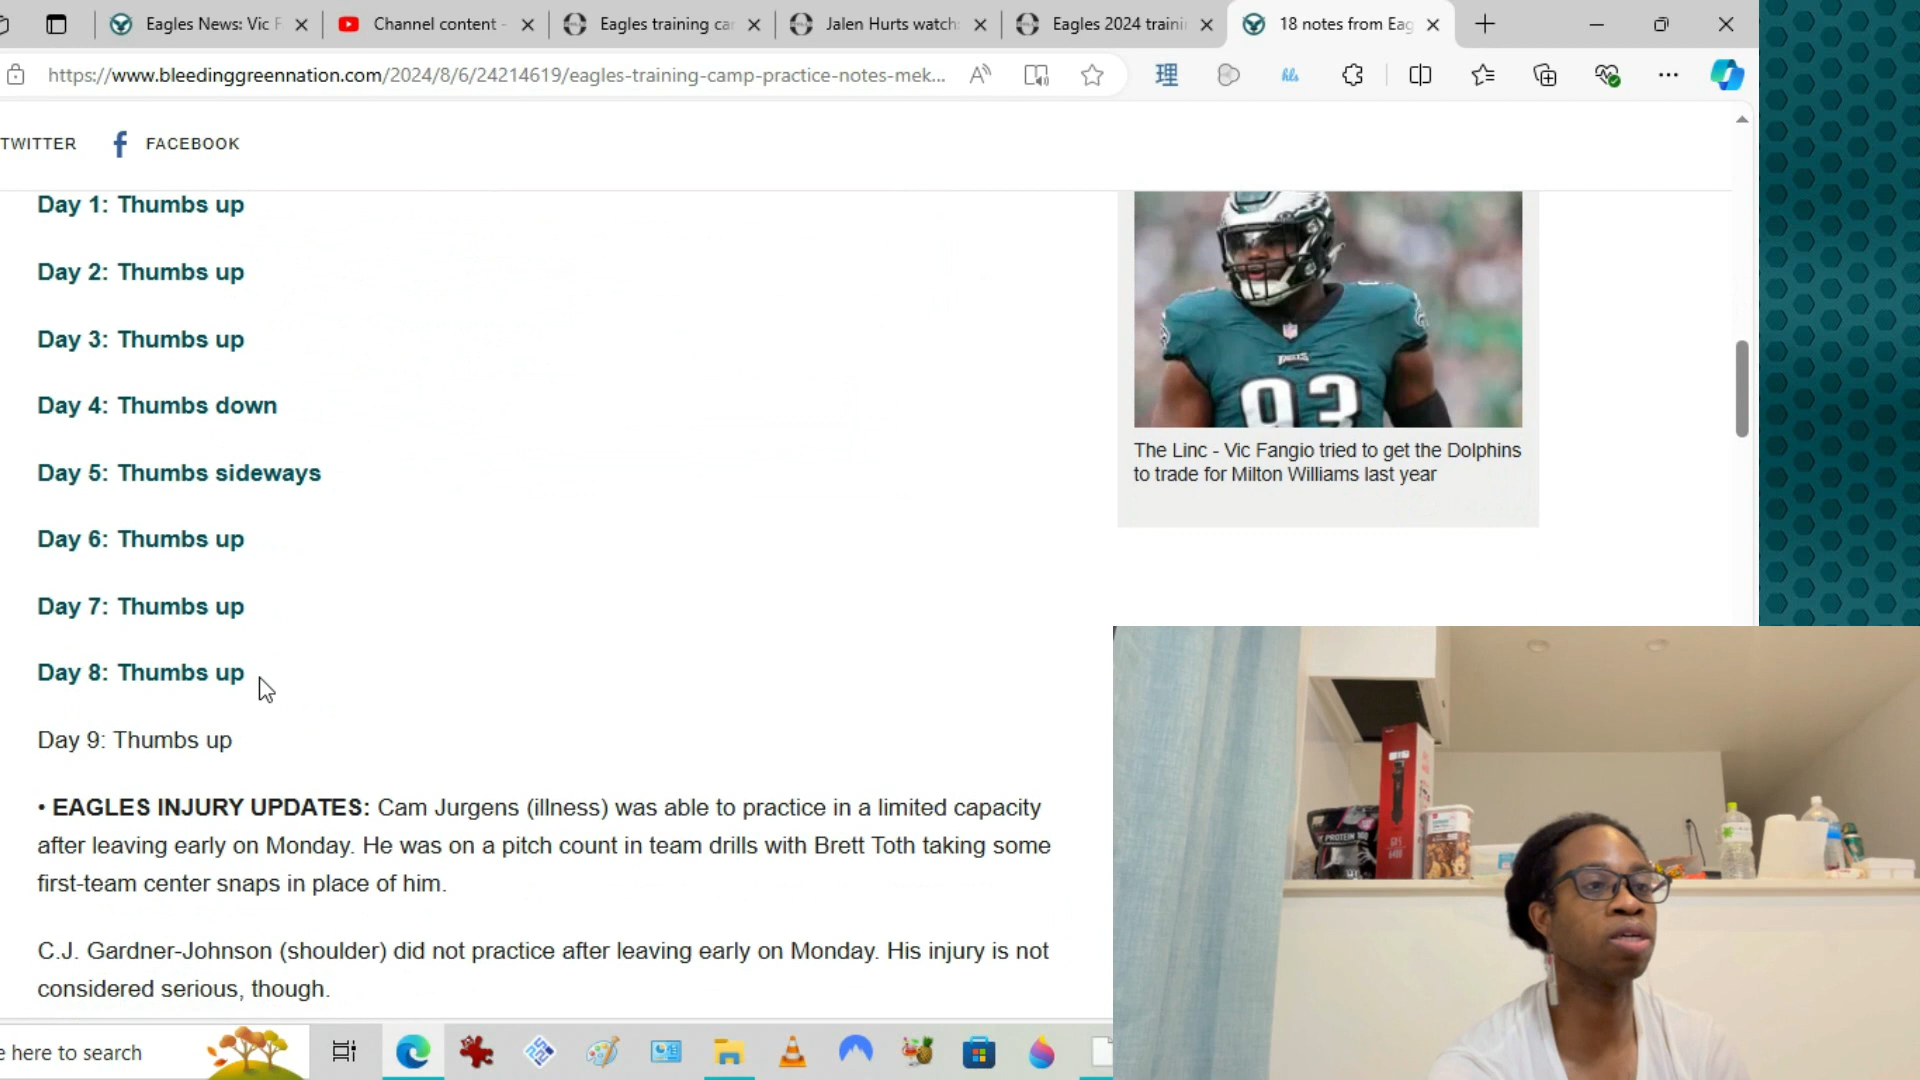 Eagles News: Vic F
Channel content -
Eagles training ca
Jalen Hurts watch
Eagles 2024 traini
18 notes from Eag
https://www.bleedinggreennation.com/2024/8/6/24214619/eagles-training-camp-practice-notes-mek...
理
hls
TWITTER
FACEBOOK
Day 1: Thumbs up
Day 2: Thumbs up
Day 3: Thumbs up
Day 4: Thumbs down
Day 5: Thumbs sideways
Day 6: Thumbs up
Day 7: Thumbs up
Day 8: Thumbs up
Day 9: Thumbs up
• EAGLES INJURY UPDATES: Cam Jurgens (illness) was able to practice in a limited capacity
after leaving early on Monday. He was on a pitch count in team drills with Brett Toth taking some
first-team center snaps in place of him.
C.J. Gardner-Johnson (shoulder) did not practice after leaving early on Monday. His injury is not
considered serious, though.
EAGLES
93
The Linc - Vic Fangio tried to get the Dolphins
to trade for Milton Williams last year
PROTEIN
e here to search